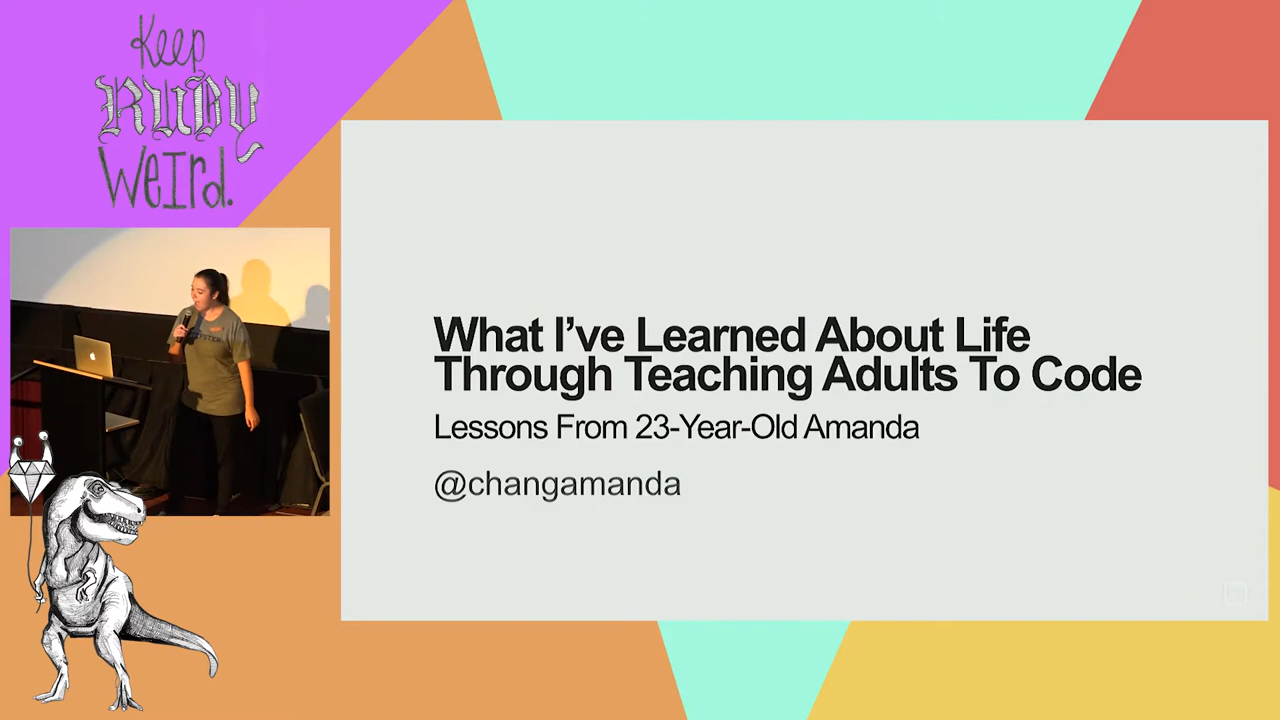 Keep
Ruby
Weird.
What I've Learned About Life
Through Teaching Adults To Code
Lessons From 23-Year-Old Amanda
@changamanda